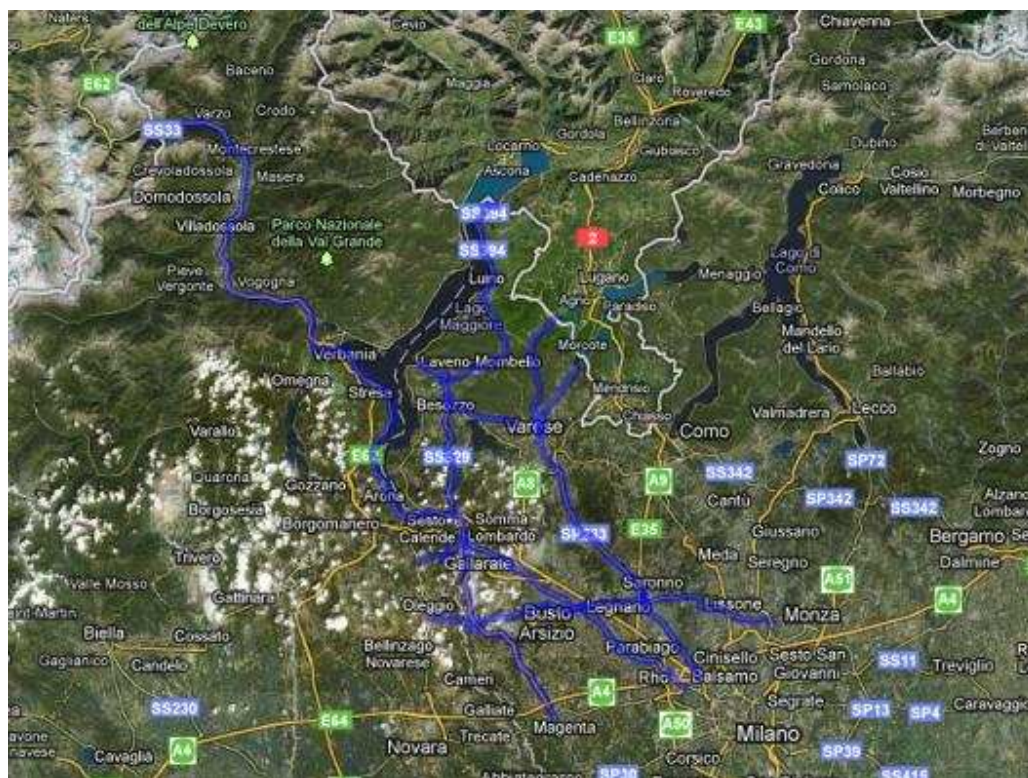 Naters
dell'Alpe Devero
Cevio
E35
E43
Chiavenna
Gordona
Samolaco
E62
Baceno
Maggia
Claro
Roveredo
Varzo
Crodo
Bellinzona
SS33
Montecrestese
Gordola
Locarno
Giubiasco
Dubino
Crevoladossola
Masera
Ascona
Cadenazzo
Gravedona
Cosio
Valtellino
Colico
Morbegno
Domodossola
SS394
Villadossola
Parco Nazionale
della Val Grande
2
SS394
Lago di
Como
Pieve
Vergonte
Vogogna
Luino
Lugano
Menaggio
Agno
Paradiso
Lago
Maggiore
Bellagio
Morcote
Mandello
del Lario
Verbania
Laveno-Mombello
Ballabio
Omegna
Stresa
Mendrisio
Besozzo
Chiasso
Valmadrera
Lecco
Varallo
Varese
Como
Zogno
Quarona
Gozzano
A8
A9
SS342
SP72
Borgosesia
Arona
Cantù
SP342
SS342
Borgomanero
Sesto
Calende
Somma
Lombardo
SP233
E35
Giussano
Bergamo
Trivero
Meda
Seregno
Dalmine
Valle Mosso
Gallarate
A51
A4
Gattinara
Saronno
Oleggio
Busto
Arsizio
Legnano
Lissone
Monza
Biella
Cossato
Gaglianico
Candelo
Bellinzago
Novarese
Parabiago
Cinisello
Balsamo
Sesto San
Giovanni
SS11
Treviglio
Cameri
Rho
SS230
E64
Galliate
A4
Segrate
Caravaggio
Magenta
A50
SP13
SP4
Trecate
Milano
Novara
A4
Cavaglià
Corsico
SP39